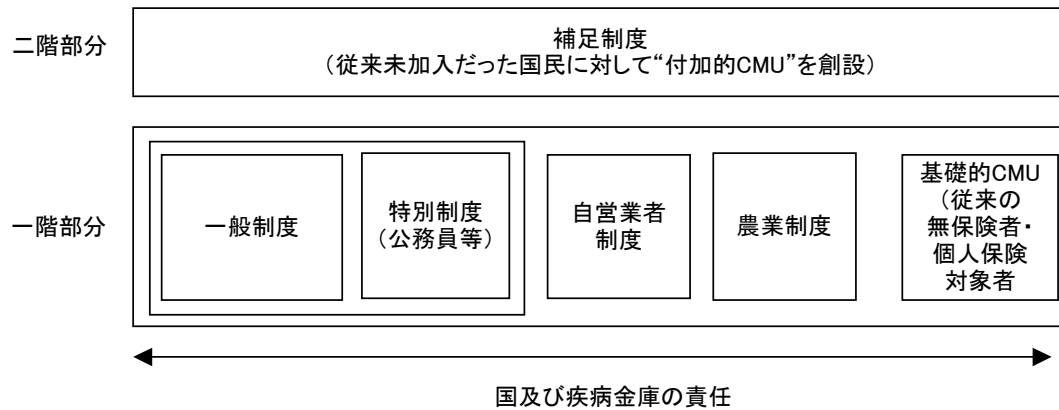 二階部分
補足制度
（従来未加入だった国民に対して“付加的CMU”を創設）
一階部分
一般制度
特別制度
（公務員等）
自営業者
制度
農業制度
基礎的CMU
（従来の
無保険者・
個人保険
対象者
国及び疾病金庫の責任